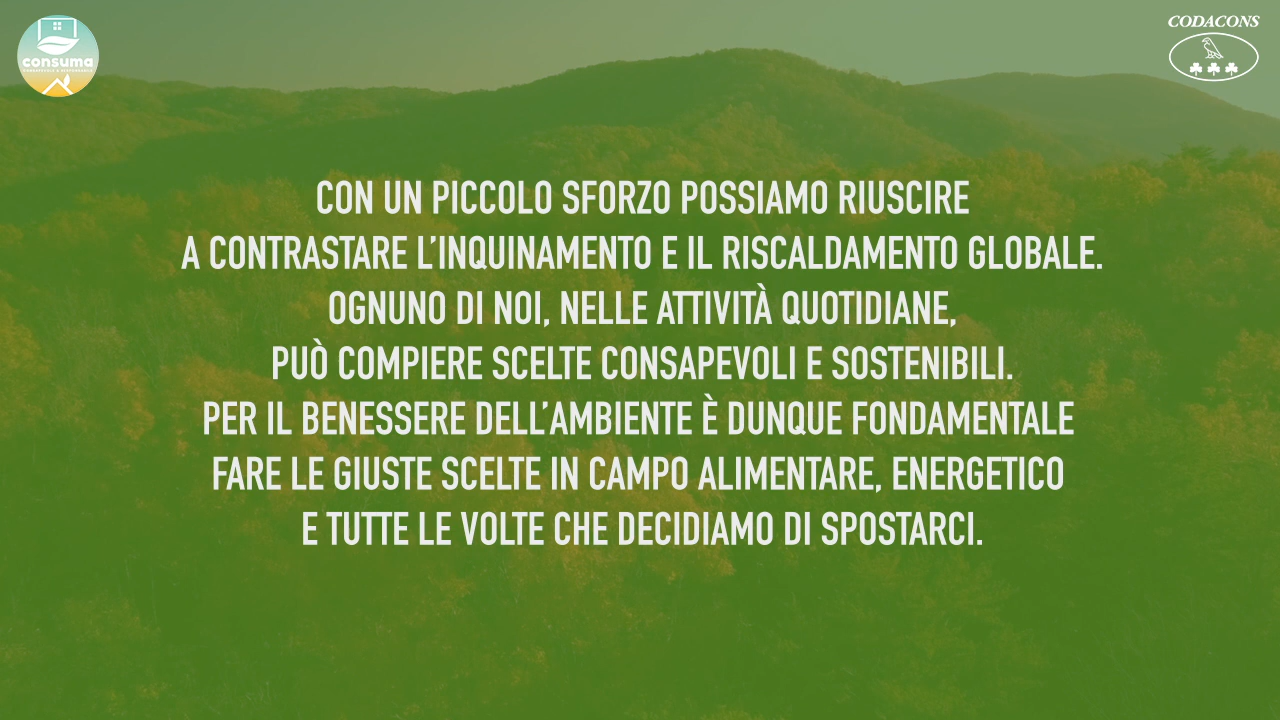 consuma
CODACONS
CON UN PICCOLO SFORZO POSSIAMO RIUSCIRE
A CONTRASTARE L’INQUINAMENTO E IL RISCALDAMENTO GLOBALE.
OGNUNO DI NOI, NELLE ATTIVITÀ QUOTIDIANE,
PUÒ COMPIERE SCELTE CONSAPEVOLI E SOSTENIBILI.
PER IL BENESSERE DELL’AMBIENTE È DUNQUE FONDAMENTALE
FARE LE GIUSTE SCELTE IN CAMPO ALIMENTARE, ENERGETICO
E TUTTE LE VOLTE CHE DECIDIAMO DI SPOSTARCI.